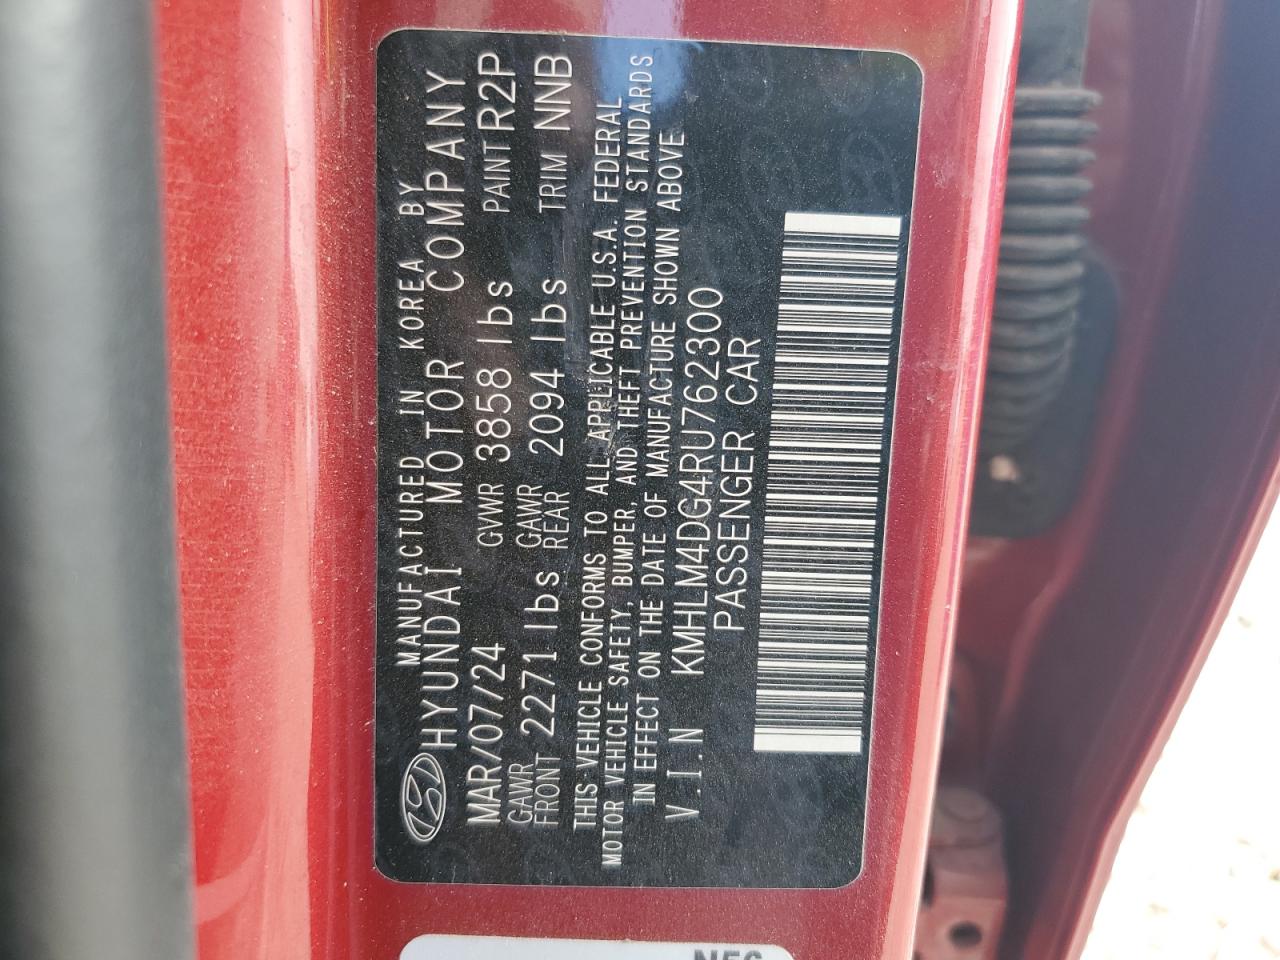 MANUFACTURED IN KOREA BY
HYUNDAI MOTOR COMPANY
MAR/07/24 GVWR 3858 lbs PAINT R2P
GAWR FRONT 2271 lbs GAWR REAR 2094 lbs TRIM NNB
THIS VEHICLE CONFORMS TO ALL APPLICABLE U.S.A. FEDERAL
MOTOR VEHICLE SAFETY, BUMPER, AND THEFT PREVENTION STANDARDS
IN EFFECT ON THE DATE OF MANUFACTURE SHOWN ABOVE
V.I.N KMHLM4DG4RU762300
PASSENGER CAR